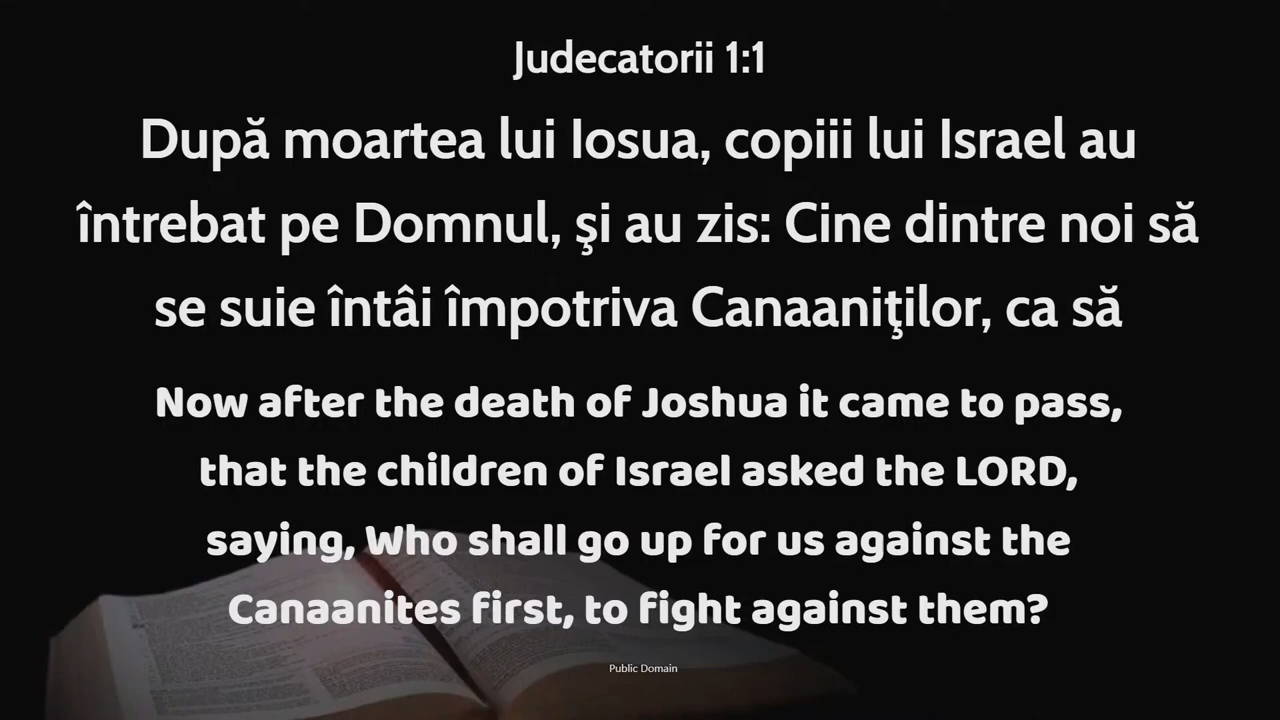 Judecatorii 1:1
După moartea lui Iosua, copiii lui Israel au
întrebat pe Domnul, şi au zis: Cine dintre noi să
se suie întâi împotriva Canaaniţilor, ca să
Now after the death of Joshua it came to pass,
that the children of Israel asked the LORD,
saying, Who shall go up for us against the
Canaanites first, to fight against them?
Public Domain